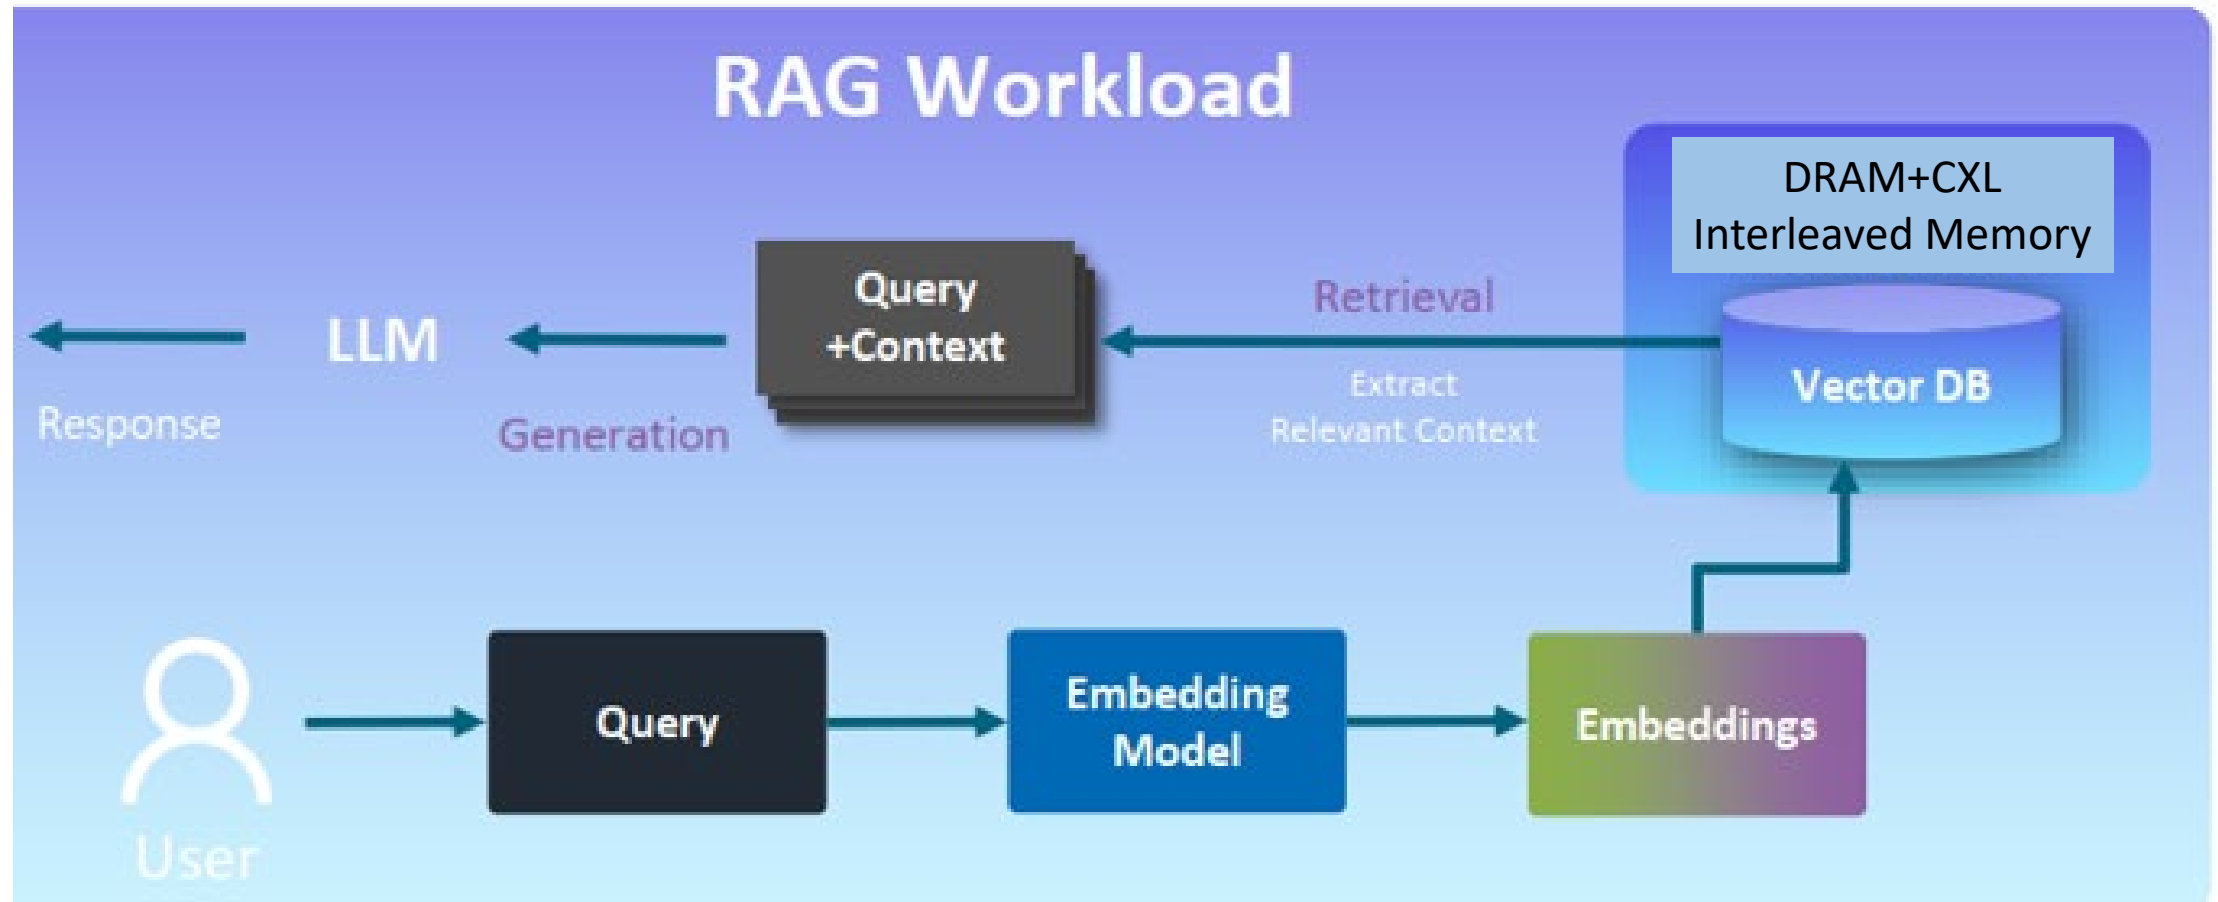 RAG Workload
DRAM+CXL
Interleaved Memory
Query
+Context
Retrieval
Extract
Relevant Context
Vector DB
LLM
Generation
Response
User
Query
Embedding
Model
Embeddings